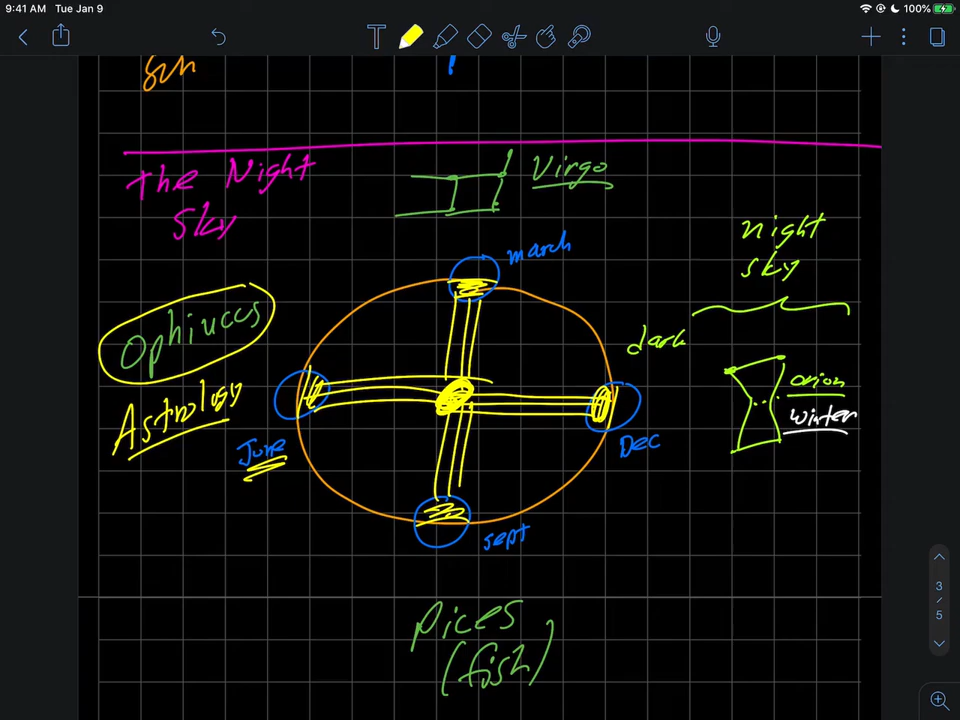 9:41 AM Tue Jan 9
100%
Sun
The Night
Sky
Virgo
night
sky
march
Ophiuccs
dark
Astrology
orion
winter
June
Dec
sept
3
/
5
Pices
(fish)